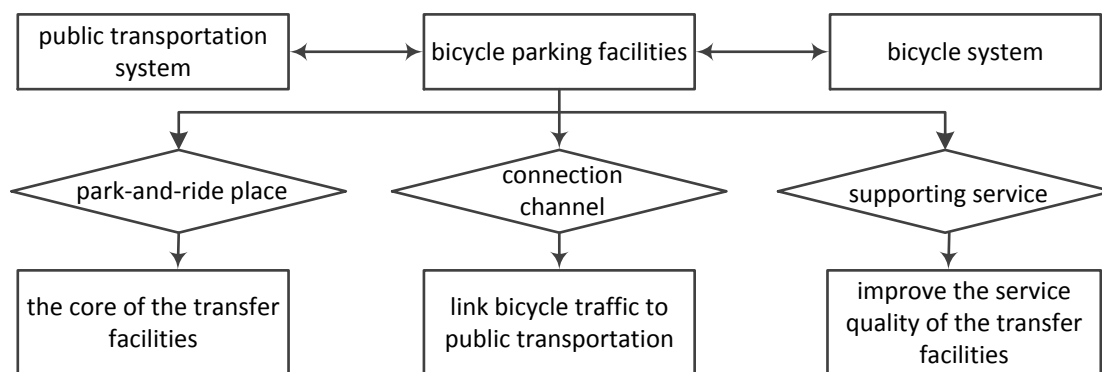 public transportation
system
bicycle parking facilities
bicycle system
park-and-ride place
connection
channel
supporting service
the core of the transfer
facilities
link bicycle traffic to
public transportation
improve the service
quality of the transfer
facilities